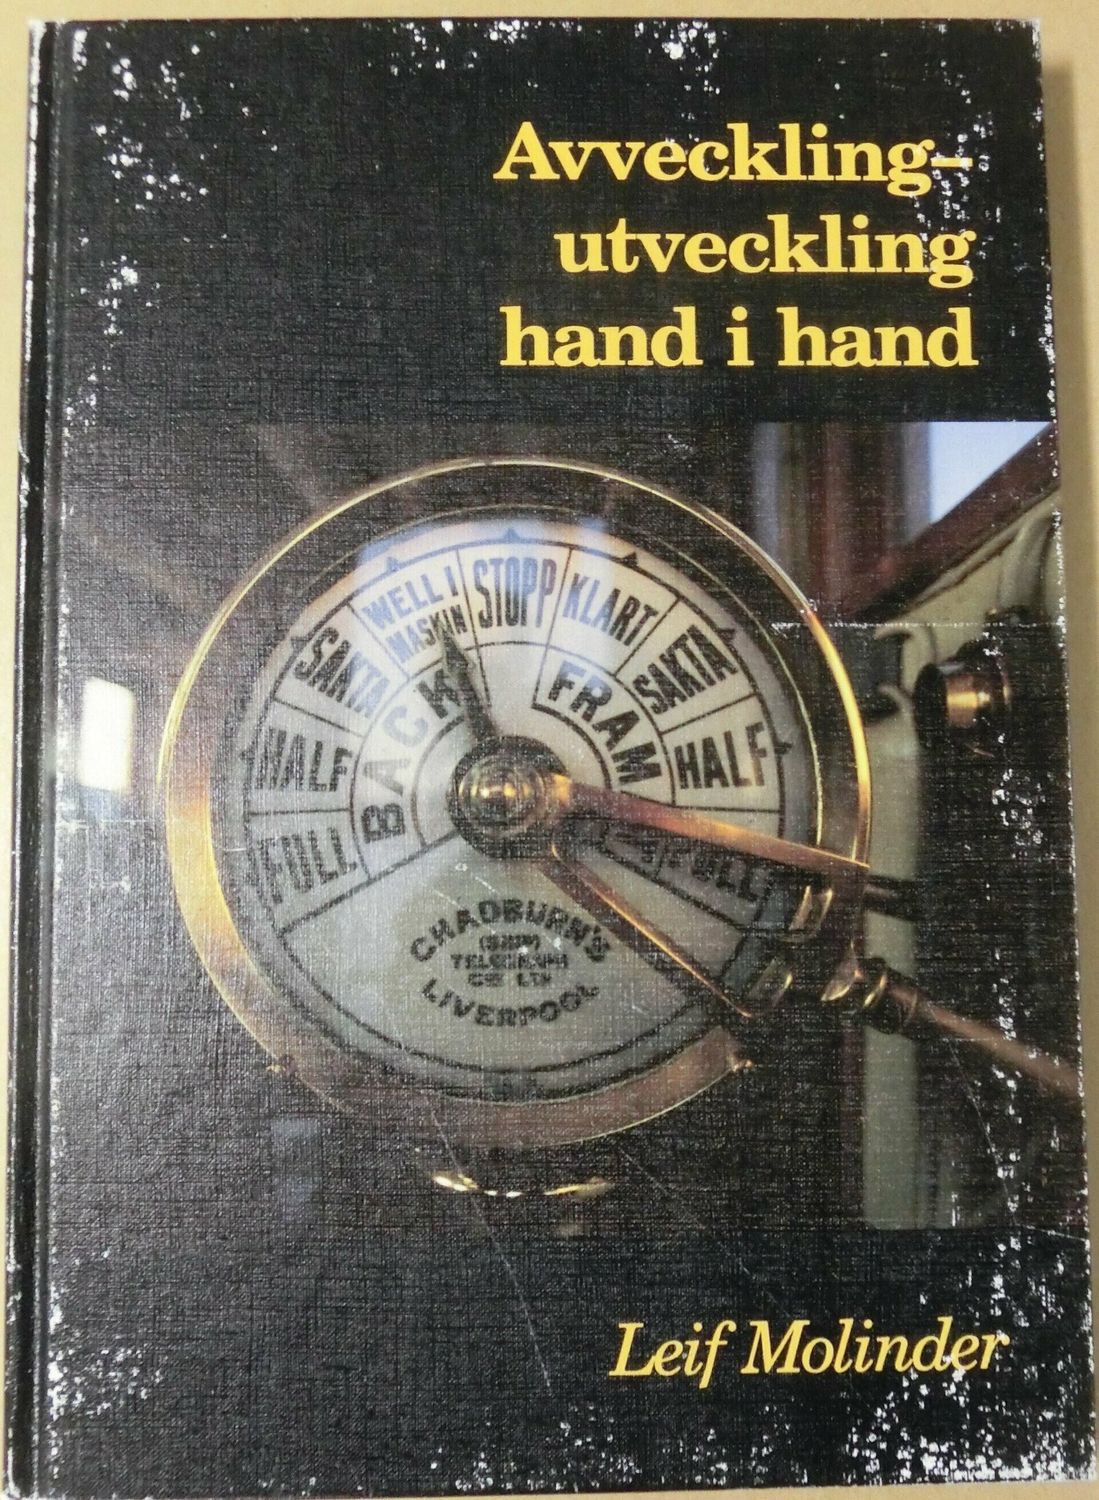 Avveckling-
utveckling
hand i hand
WELL I
MASKIN
STOPP
KLART
SAKTA
SAKTA
HALF
HALF
FULL
FULL
BACK
FRAM
CHADBURN'S
(SHIP)
TELEGRAPH
CO LTD
LIVERPOOL
Leif Molinder